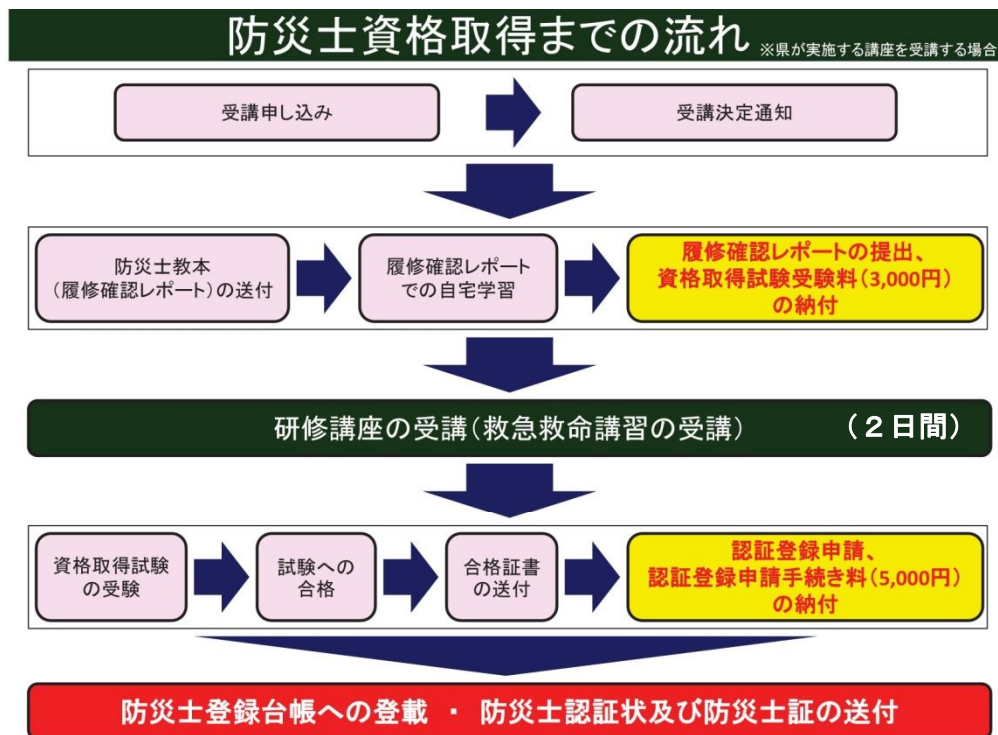 防災士資格取得までの流れ ※県が実施する講座を受講する場合
受講申し込み
受講決定通知
防災士教本
(履修確認レポート)の送付
履修確認レポート
での自宅学習
履修確認レポートの提出、
資格取得試験受験料(3,000円)
の納付
研修講座の受講(救急救命講習の受講) (2日間)
資格取得試験
の受験
試験への
合格
合格証書
の送付
認証登録申請、
認証登録申請手続き料(5,000円)
の納付
防災士登録台帳への登載 ・ 防災士認証状及び防災士証の送付